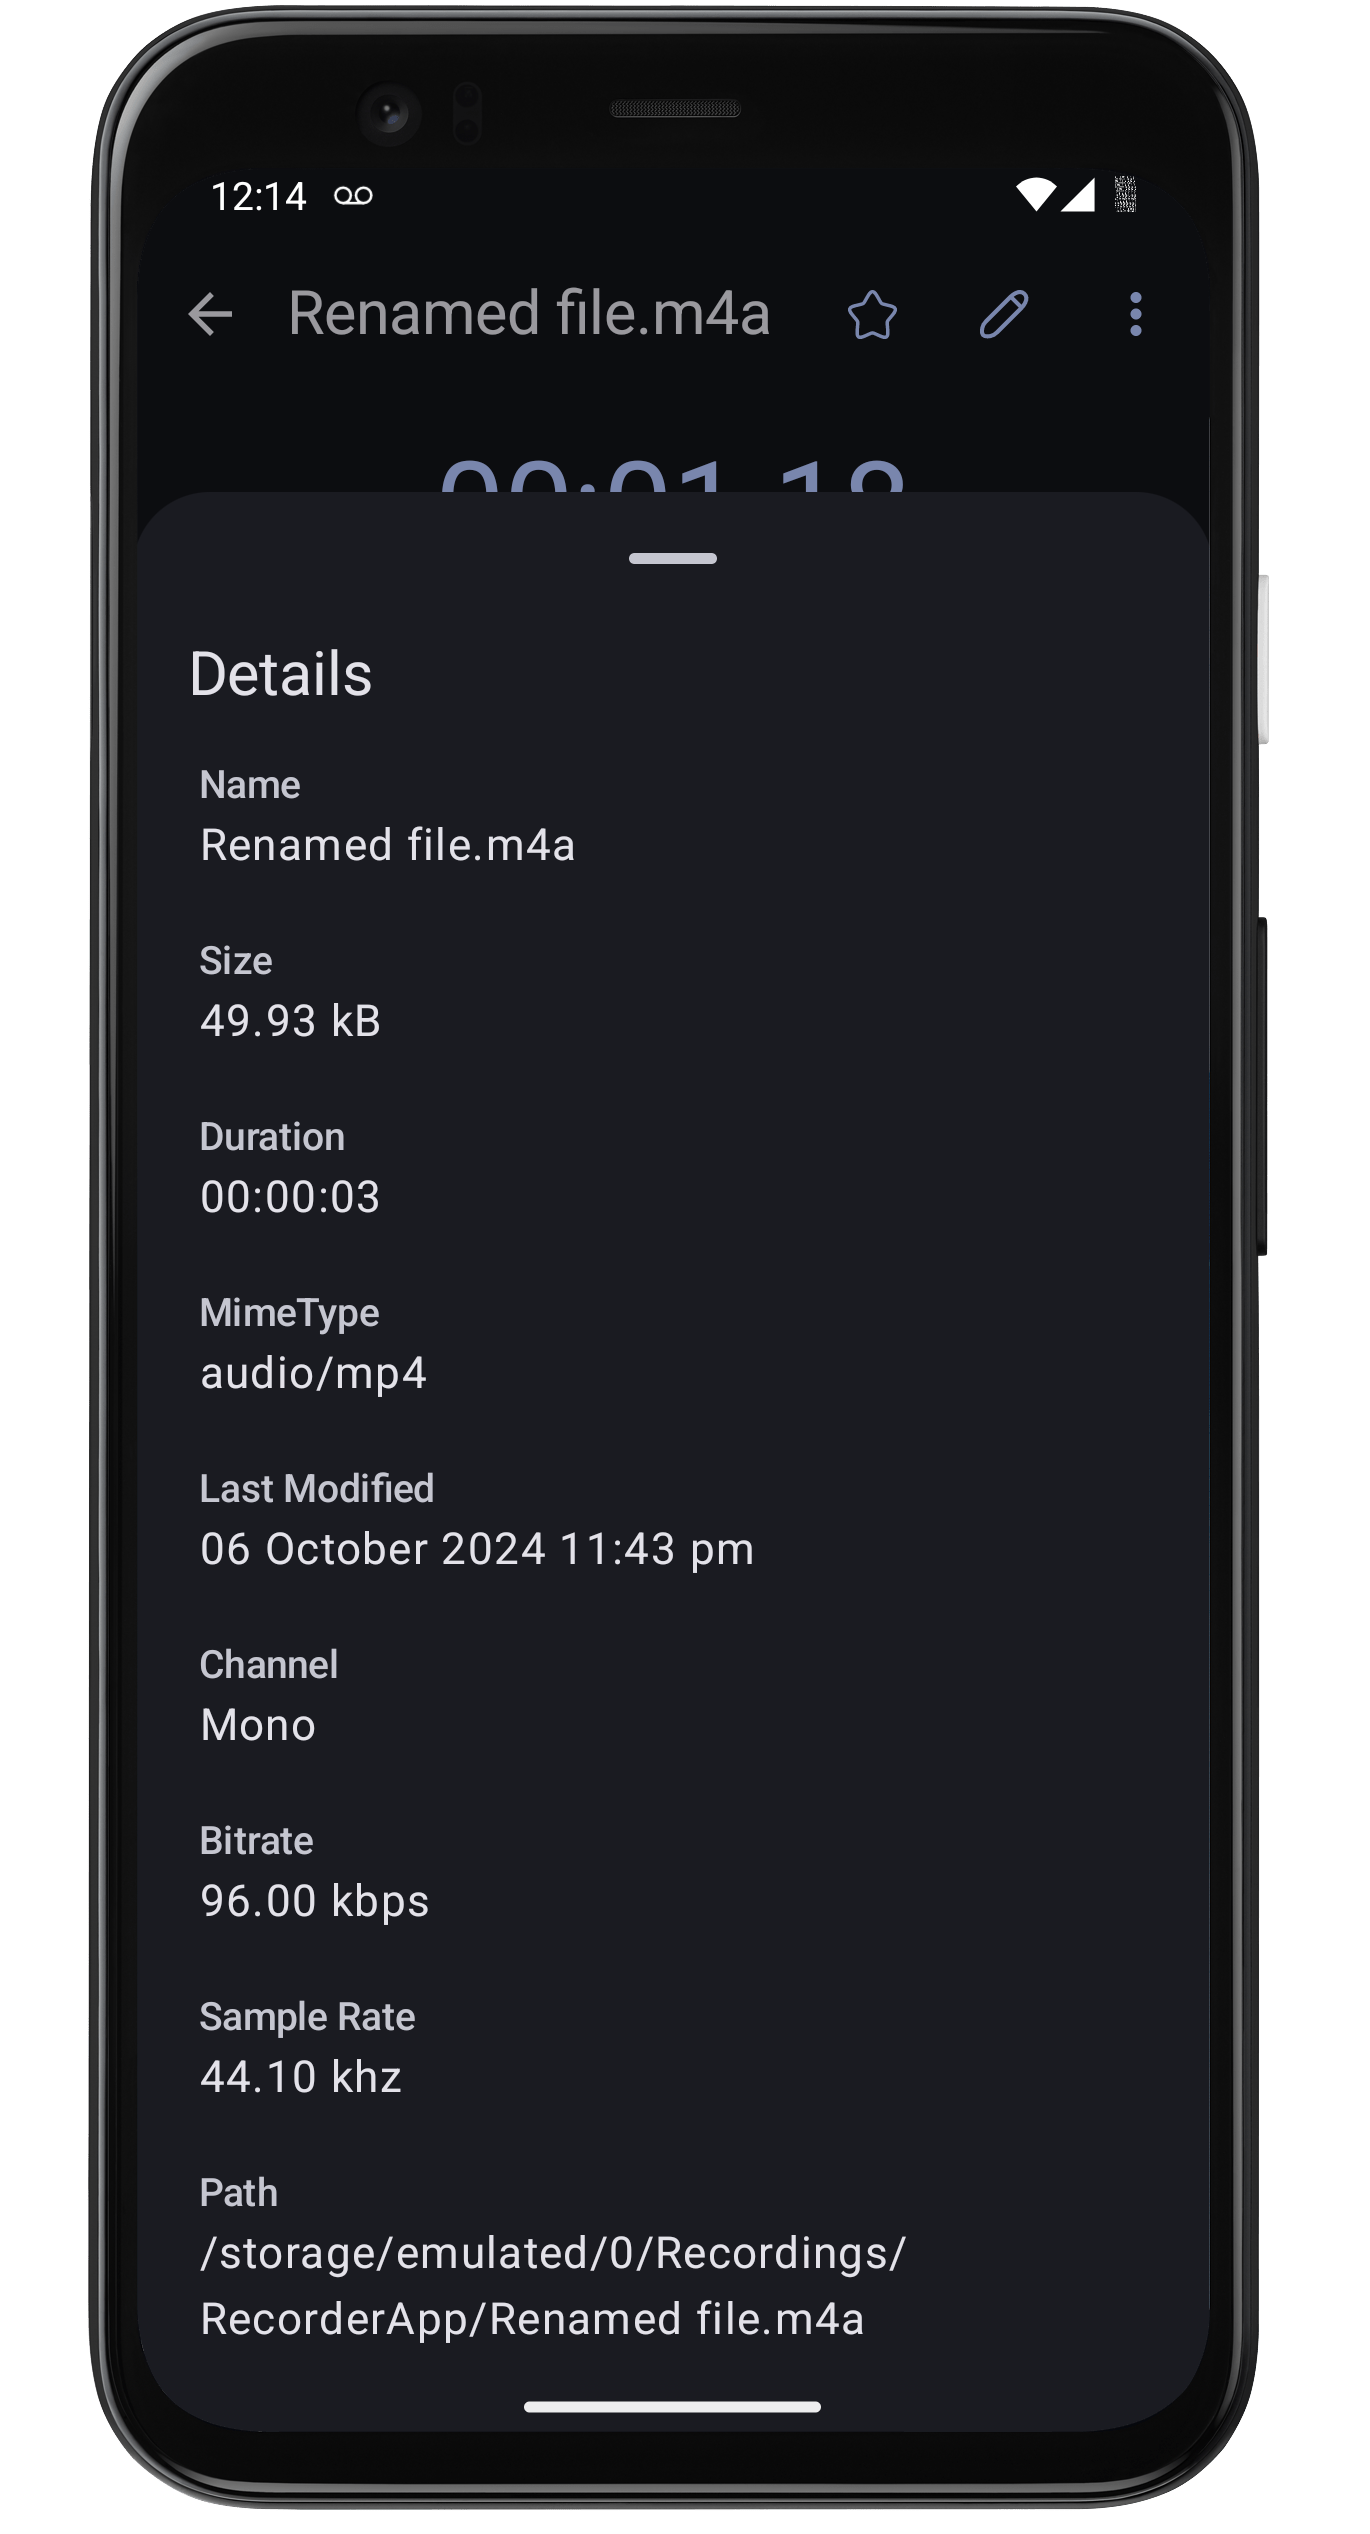 12:14
Renamed file.m4a
Details
Name
Renamed file.m4a
Size
49.93 kB
Duration
00:00:03
MimeType
audio/mp4
Last Modified
06 October 2024 11:43 pm
Channel
Mono
Bitrate
96.00 kbps
Sample Rate
44.10 khz
Path
/storage/emulated/0/Recordings/
RecorderApp/Renamed file.m4a